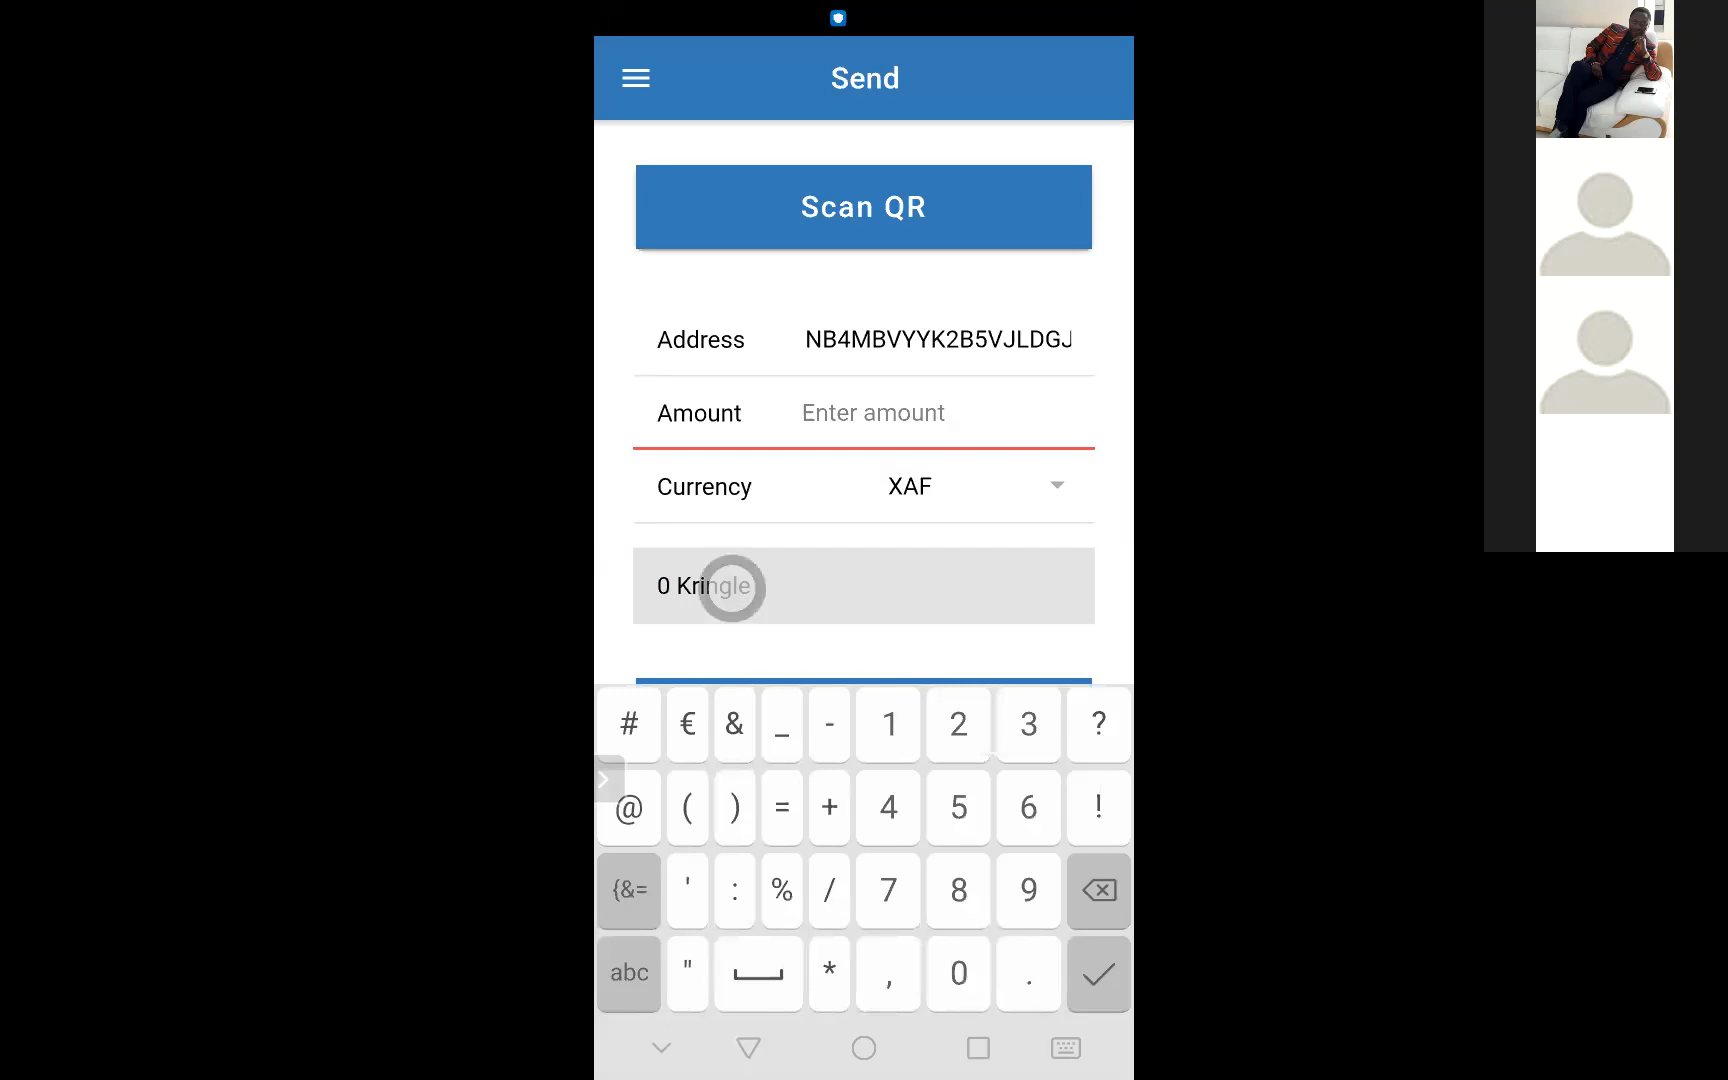 Send
Scan QR
Address NB4MBVYYK2B5VJLDGJ
Amount Enter amount
Currency XAF
0 Kringle
# € & _ - 1 2 3 ?
@ ( ) = + 4 5 6 !
{&= ' : % / 7 8 9
abc " * , 0 .